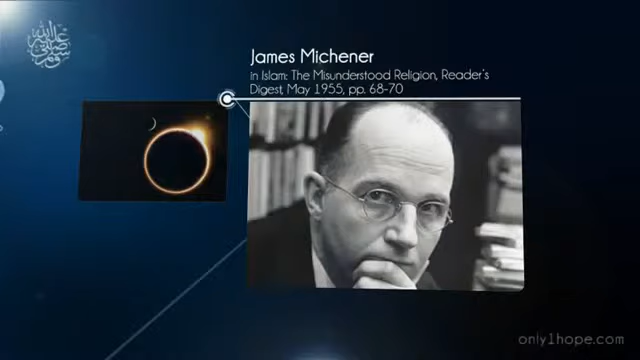 James Michener
in Islam: The Misunderstood Religion, Reader's
Digest, May 1955, pp. 68-70
only1hope.com